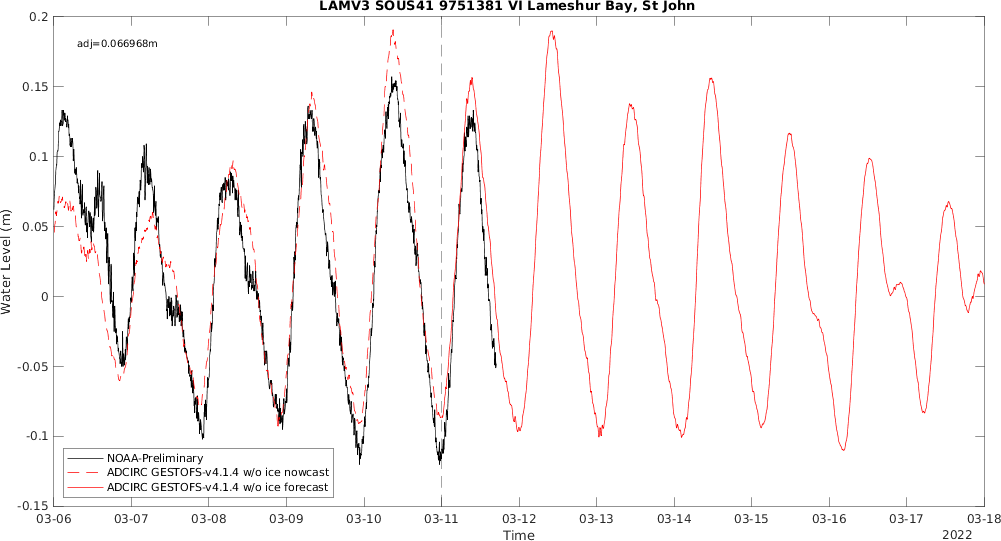 LAMV3 SOUS41 9751381 VI Lameshur Bay, St John
adj=0.066968m
Water Level (m)
0.2
0.15
0.1
0.05
0
-0.05
-0.1
-0.15
NOAA-Preliminary
ADCIRC GESTOFS-v4.1.4 w/o ice nowcast
ADCIRC GESTOFS-v4.1.4 w/o ice forecast
03-06 03-07 03-08 03-09 03-10 03-11 03-12 03-13 03-14 03-15 03-16 03-17 03-18
Time
2022